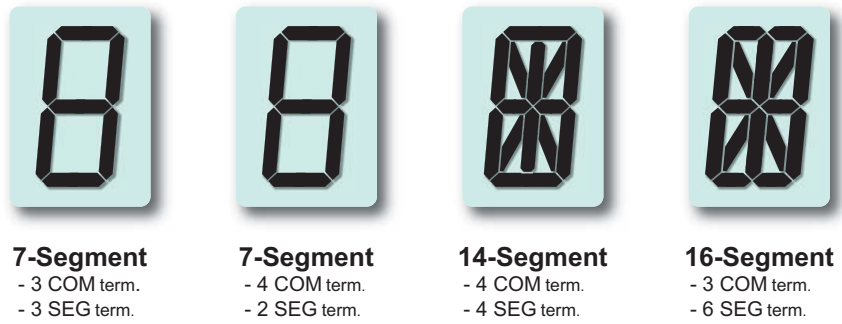 7-Segment
- 3 COM term.
- 3 SEG term.
7-Segment
- 4 COM term.
- 2 SEG term.
14-Segment
- 4 COM term.
- 4 SEG term.
16-Segment
- 3 COM term.
- 6 SEG term.